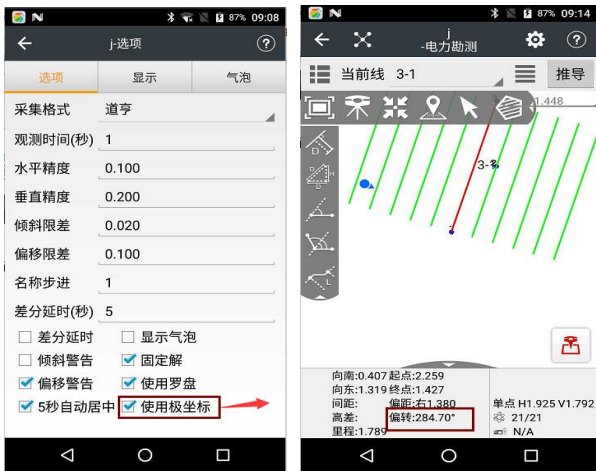 87% 09:08
j-选项
选项 显示 气泡
采集格式 道亨
观测时间(秒) 1
水平精度 0.100
垂直精度 0.200
倾斜限差 0.020
偏移限差 0.100
名称步进 1
差分延时(秒) 5
差分延时 显示气泡
倾斜警告 固定解
偏移警告 使用罗盘
5秒自动居中 使用极坐标
87% 09:14
j
-电力勘测
当前线 3-1 推导
1.448
3-
向南:0.407 起点:2.259
向东:1.319 终点:1.427
间距: 偏距:右1.380 单点 H1.925 V1.792
高差: 偏转:284.70° 21/21
里程:1.789 N/A